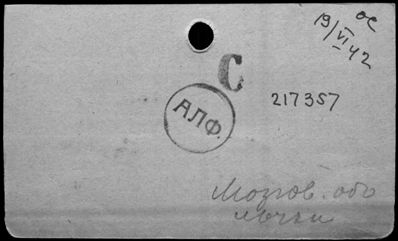 ОС
19/VI 42
С
АЛФ.
217357
Мозгов. обо
лочки